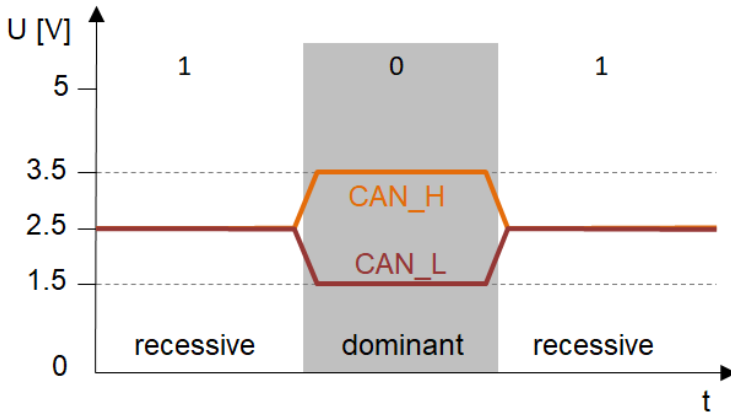 U [V]
1 0 1
5
3.5
CAN_H
2.5
CAN_L
1.5
recessive dominant recessive
0
t